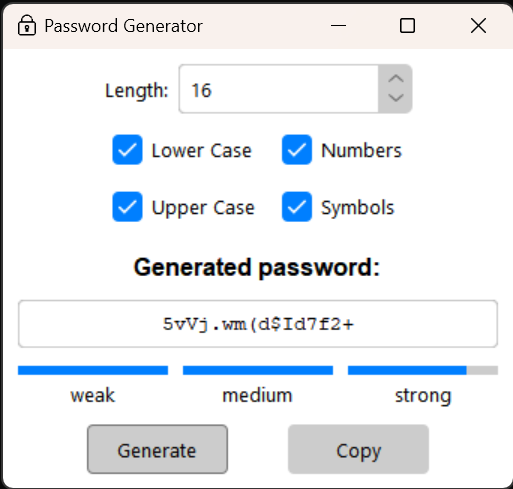 Password Generator
Length: 16
Lower Case Numbers
Upper Case Symbols
Generated password:
5vVj.wm(d$Id7f2+
weak medium strong
Generate Copy